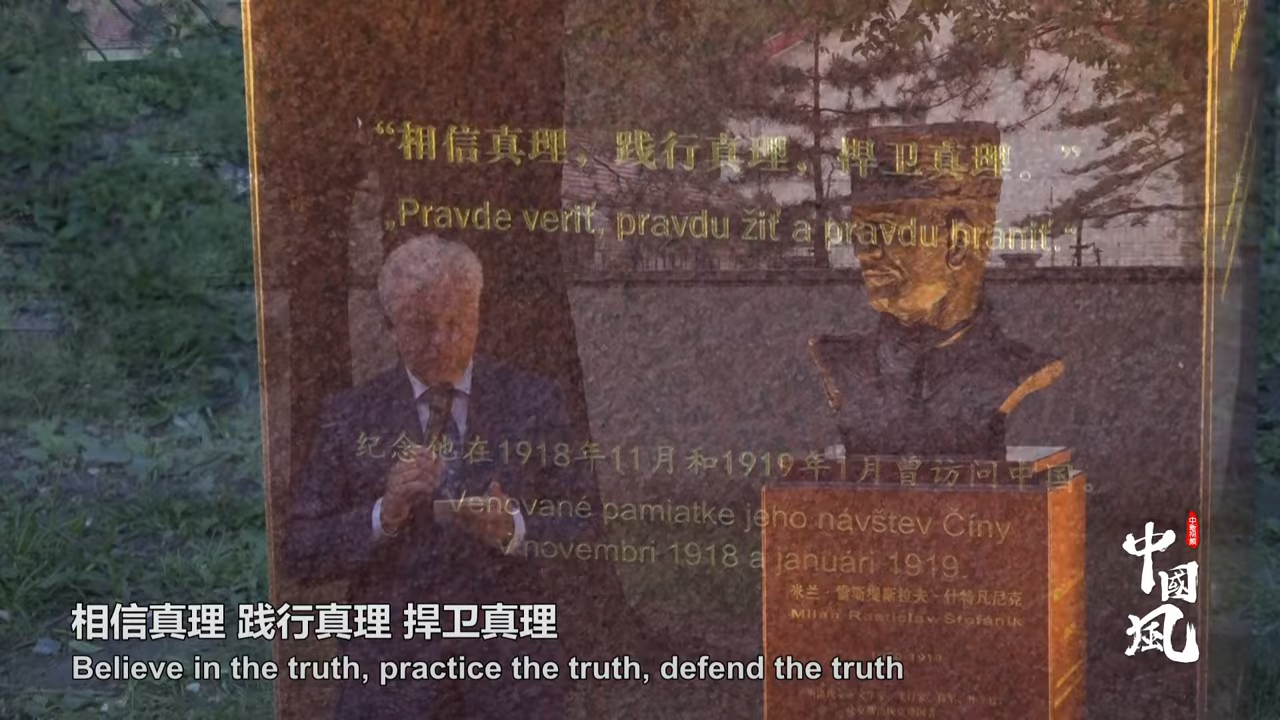 “相信真理，践行真理，捍卫真理。”
„Pravde veriť, pravdu žiť a pravdu brániť.“
纪念他在1918年11月和1919年1月曾访问中国。
Venované pamiatke jeho návštev Číny
v novembri 1918 a januári 1919.
米兰·拉斯蒂斯拉夫·什特凡尼克
Milan Rastislav Štefánik
相信真理 践行真理 捍卫真理
Believe in the truth, practice the truth, defend the truth
中國風